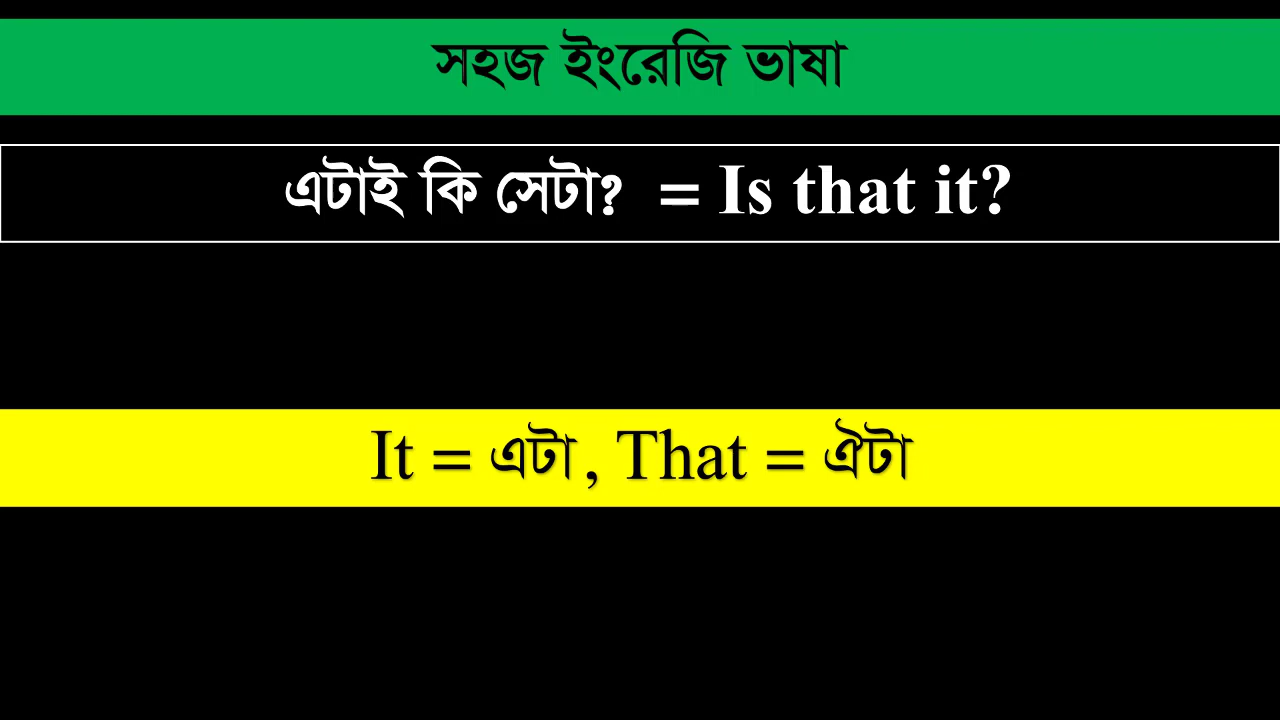 সহজ ইংরেজি ভাষা
এটাই কি সেটা? = Is that it?
It = এটা, That = ঐটা